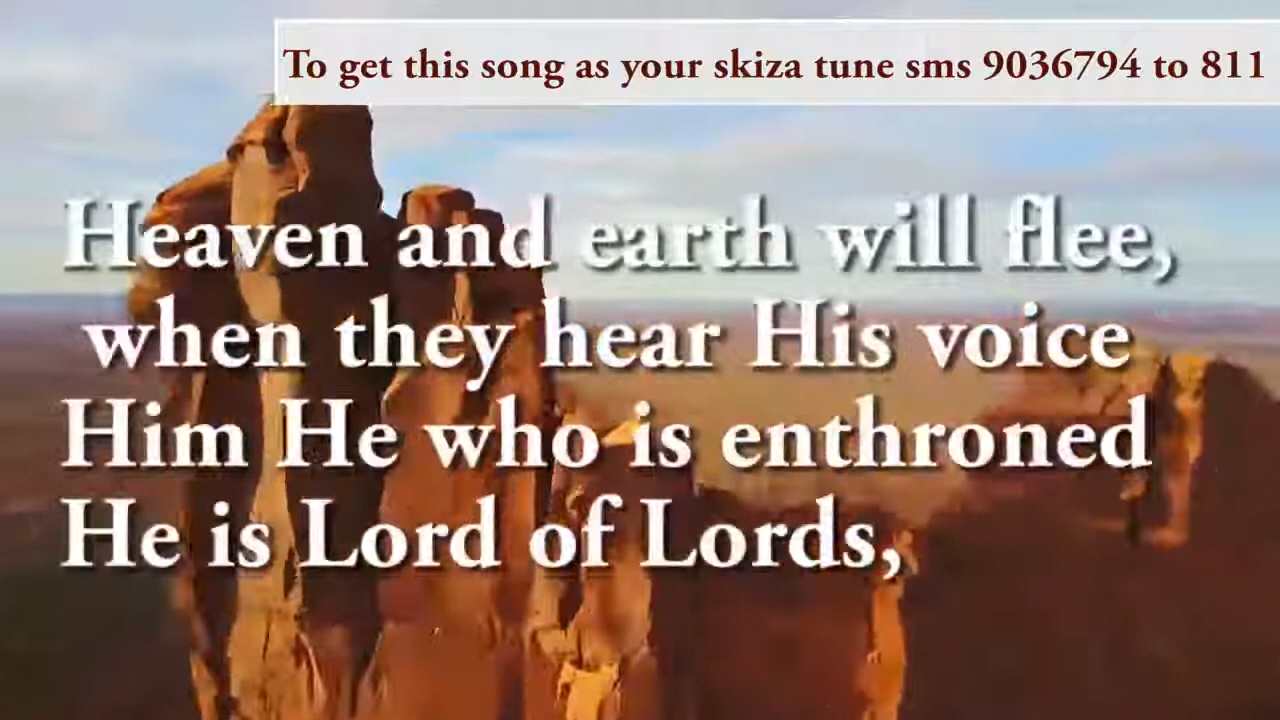 To get this song as your skiza tune sms 9036794 to 811
Heaven and earth will flee,
when they hear His voice
Him He who is enthroned
He is Lord of Lords,